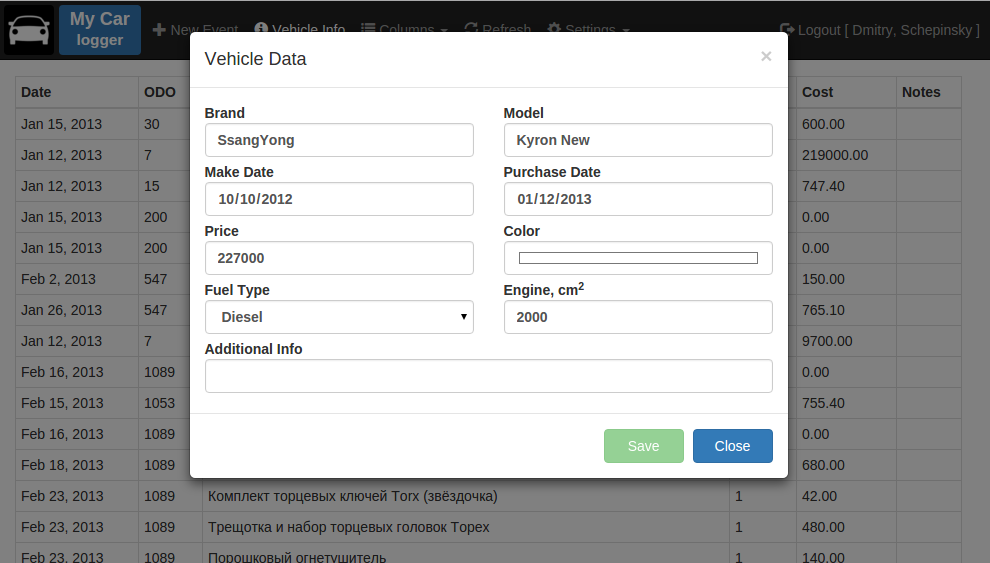 My Car
logger
New Event Vehicle Info Columns Refresh Settings Logout [ Dmitry, Schepinsky ]
Vehicle Data ×
Date ODO Cost Notes
Brand Model
Jan 15, 2013 30 600.00
SsangYong Kyron New
Jan 12, 2013 7 219000.00
Make Date Purchase Date
Jan 12, 2013 15 747.40
10/10/2012 01/12/2013
Jan 15, 2013 200 0.00
Price Color
Jan 15, 2013 200 0.00
227000
Feb 2, 2013 547 150.00
Fuel Type Engine, cm2
Jan 26, 2013 547 765.10
Diesel 2000
Jan 12, 2013 7 9700.00
Additional Info
Feb 16, 2013 1089 0.00
Feb 15, 2013 1053 755.40
Feb 16, 2013 1089 0.00
Save Close
Feb 18, 2013 1089 680.00
Feb 23, 2013 1089 Комплект торцевых ключей Torx (звёздочка) 1 42.00
Feb 23, 2013 1089 Трещотка и набор торцевых головок Topex 1 480.00
Feb 23, 2013 1089 Порошковый огнетушитель 1 140.00